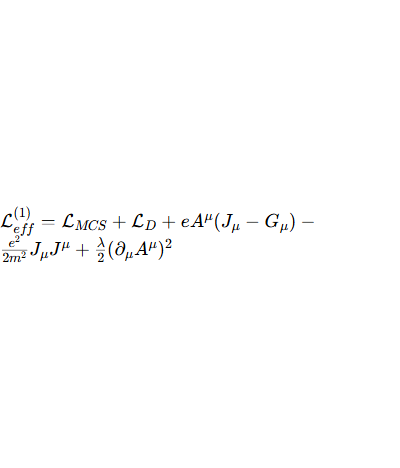 $\mathcal{L}_{eff}^{(1)} = \mathcal{L}_{MCS} + \mathcal{L}_{D} + eA^{\mu}(J_{\mu} - G_{\mu}) -$
$\frac{e^2}{2m^2} J_{\mu}J^{\mu} + \frac{\lambda}{2}(\partial_{\mu}A^{\mu})^2$